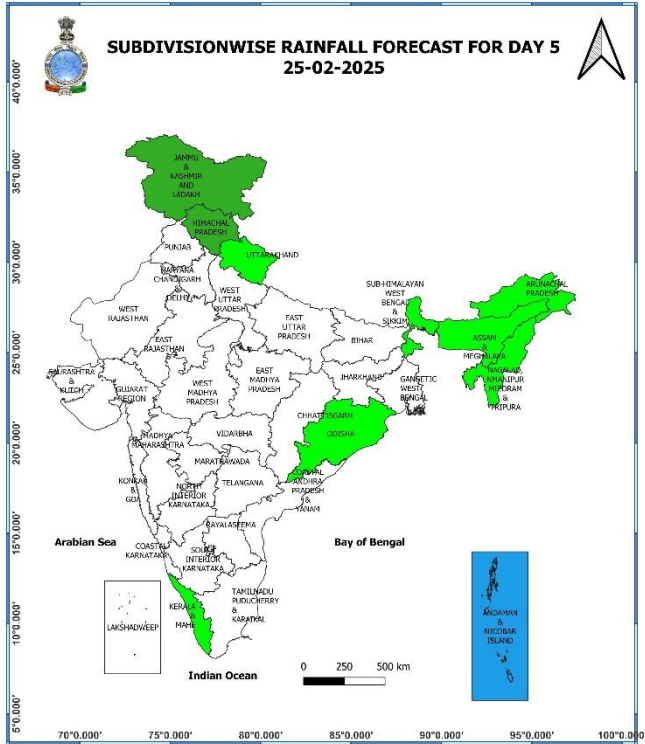 SUBDIVISIONWISE RAINFALL FORECAST FOR DAY 5
25-02-2025
40°0.000'
35°0.000'
30°0.000'
25°0.000'
20°0.000'
15°0.000'
10°0.000'
5°0.000'
JAMMU
&
KASHMIR
AND
LADAKH
HIMACHAL
PRADESH
PUNJAB
UTTARAKHAND
HARYANA
CHANDIGARH
&
DELHI
WEST
UTTAR
PRADESH
SUB-HIMALAYAN
WEST
BENGAL
&
SIKKIM
ARUNACHAL
PRADESH
WEST
RAJASTHAN
EAST
RAJASTHAN
EAST
UTTAR
PRADESH
BIHAR
ASSAM
&
MEGHALAYA
SAURASHTRA
&
KUTCH
GUJARAT
REGION
WEST
MADHYA
PRADESH
EAST
MADHYA
PRADESH
JHARKHAND
GANGETIC
WEST
BENGAL
&
TRIPURA
CHHATTISGARH
ODISHA
MADHYA
MAHARASHTRA
VIDARBHA
MARATHWADA
KONKAN
&
GOA
NORTH
INTERIOR
KARNATAKA
TELANGANA
COASTAL
ANDHRA
PRADESH
&
YANAM
RAYALASEEMA
Arabian Sea
Bay of Bengal
COASTAL
KARNATAKA
SOUTH
INTERIOR
KARNATAKA
KERALA
&
MAHE
TAMILNADU
PUDUCHERRY
&
KARAIKAL
LAKSHADWEEP
ANDAMAN
&
NICOBAR
ISLAND
Indian Ocean
0 250 500 km
70°0.000' 75°0.000' 80°0.000' 85°0.000' 90°0.000' 95°0.000' 100°0.000'